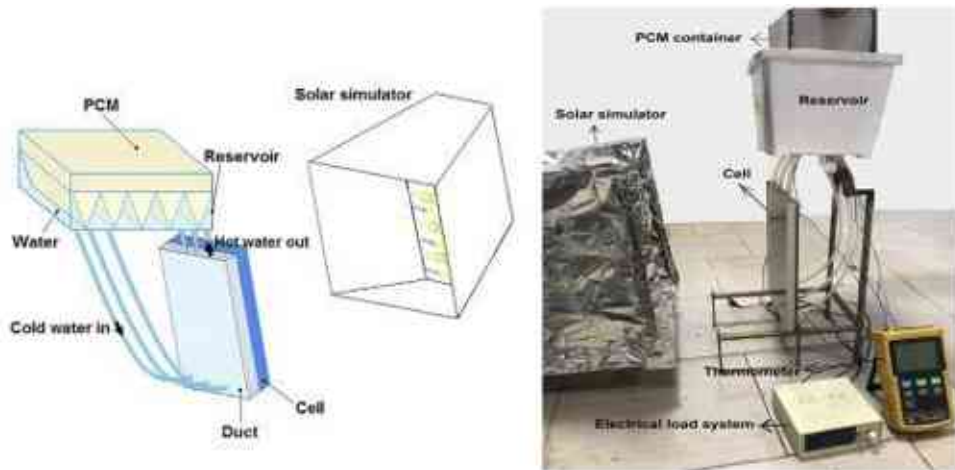 Solar simulator
PCM
Reservoir
Water
Hot water out
Cold water in
Cell
Duct
PCM container
Reservoir
Solar simulator
Cell
Thermometer
Electrical load system